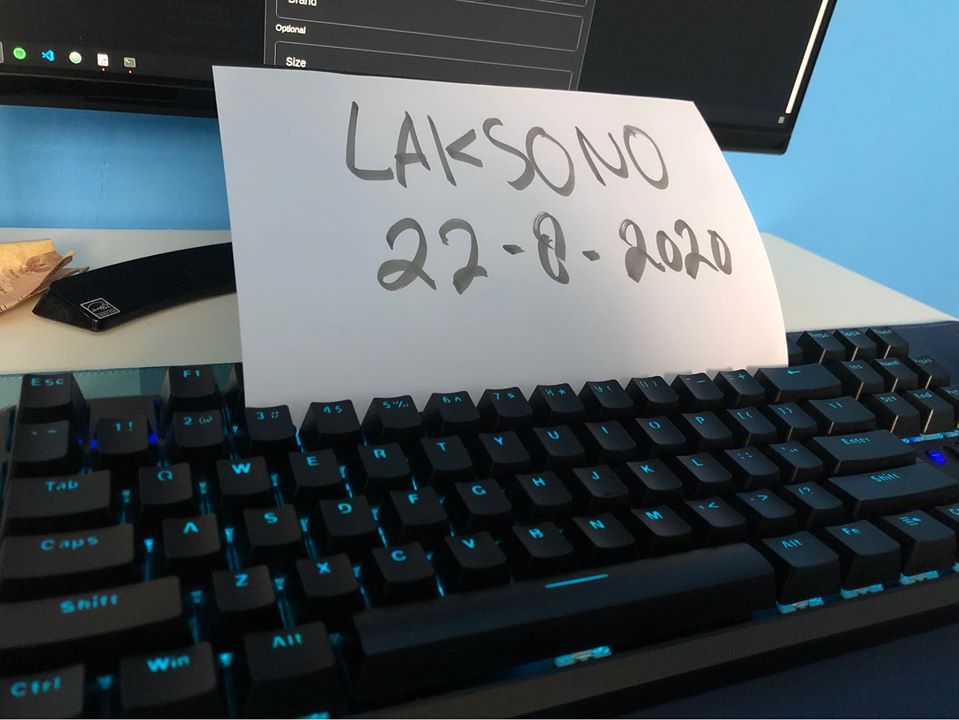 Brand
Optional
Size
LAKSONO
22-8-2020
Esc F1
1! 2@ 3# 4$ 5% 6^ 7& 8* 9( 0) - = + ←
Tab Q W E R T Y U I O P [{ ]} \|
Caps A S D F G H J K L ;: '" Enter
Shift Z X C V B N M ,< .> /? Shift
Ctrl Win Alt Alt Fn